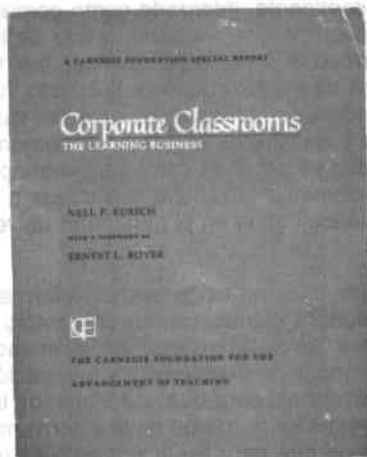 A CARNEGIE FOUNDATION SPECIAL REPORT
Corporate Classrooms
THE LEARNING BUSINESS
NELL P. EURICH
WITH A FOREWORD BY
ERNEST L. BOYER
CF
THE CARNEGIE FOUNDATION FOR THE
ADVANCEMENT OF TEACHING